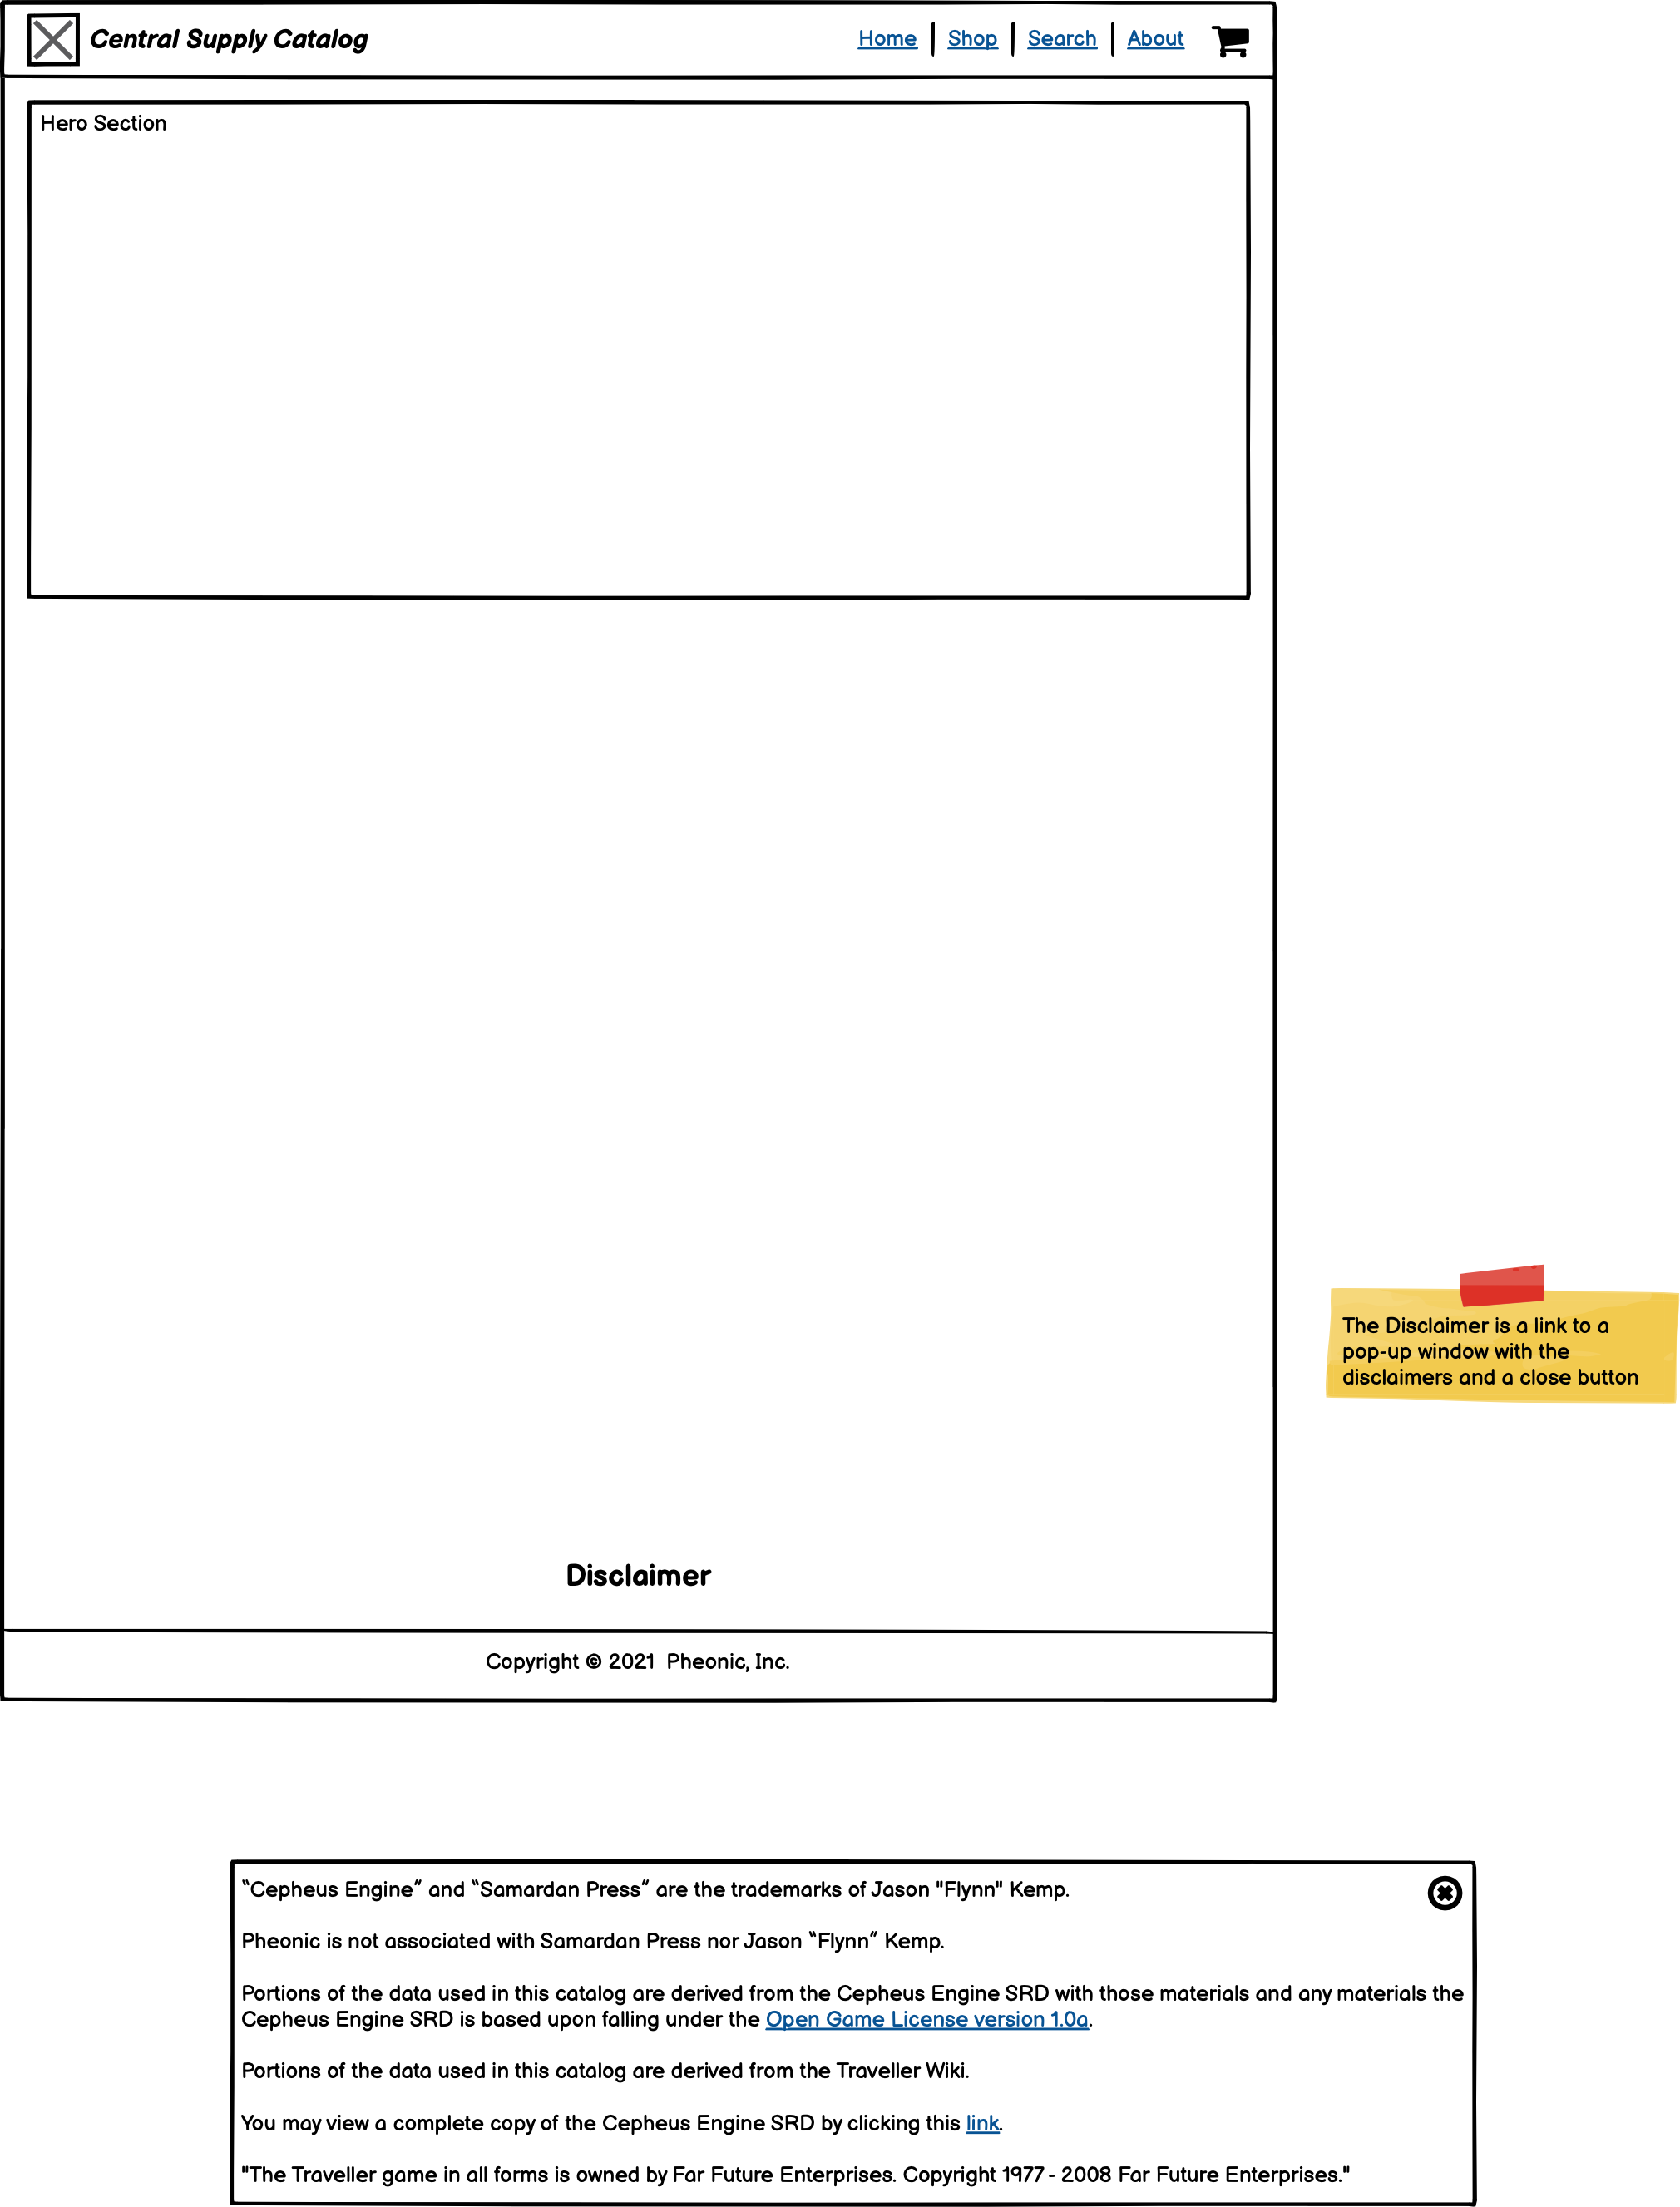 Central Supply Catalog
Home Shop Search About
Hero Section
The Disclaimer is a link to a
pop-up window with the
disclaimers and a close button
Disclaimer
Copyright © 2021 Pheonic, Inc.
“Cepheus Engine” and “Samardan Press” are the trademarks of Jason "Flynn" Kemp.
Pheonic is not associated with Samardan Press nor Jason “Flynn” Kemp.
Portions of the data used in this catalog are derived from the Cepheus Engine SRD with those materials and any materials the
Cepheus Engine SRD is based upon falling under the Open Game License version 1.0a.
Portions of the data used in this catalog are derived from the Traveller Wiki.
You may view a complete copy of the Cepheus Engine SRD by clicking this link.
"The Traveller game in all forms is owned by Far Future Enterprises. Copyright 1977 - 2008 Far Future Enterprises."